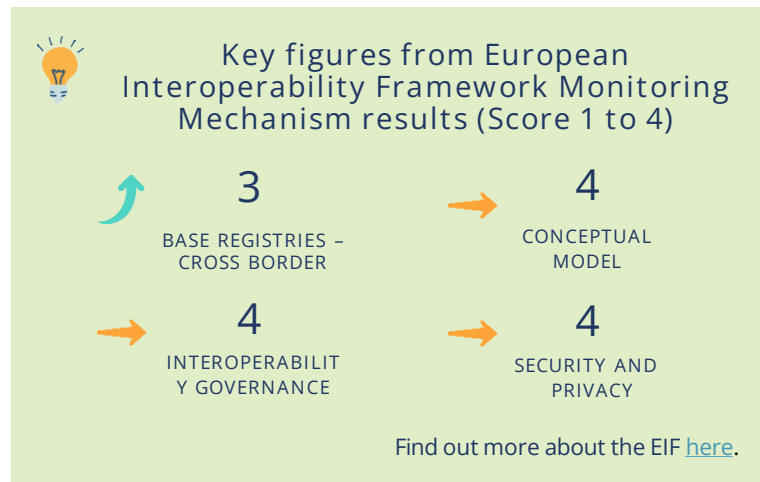 Key figures from European
Interoperability Framework Monitoring
Mechanism results (Score 1 to 4)
3
BASE REGISTRIES –
CROSS BORDER
4
CONCEPTUAL
MODEL
4
INTEROPERABILIT
Y GOVERNANCE
4
SECURITY AND
PRIVACY
Find out more about the EIF here.